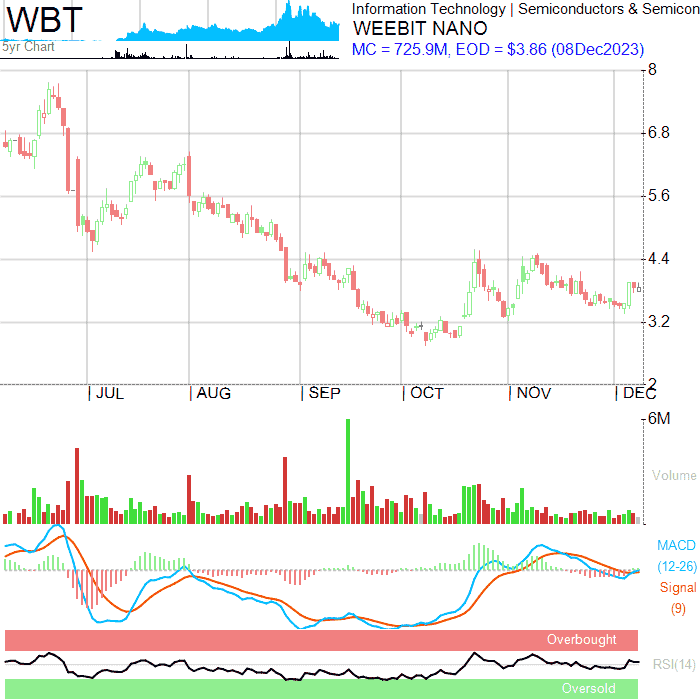 WBT
Information Technology | Semiconductors & Semicon
WEEBIT NANO
5yr Chart
MC = 725.9M, EOD = $3.86 (08Dec2023)
8
6.8
5.6
4.4
3.2
2
JUL AUG SEP OCT NOV DEC
6M
Volume
MACD
(12-26)
Signal
(9)
Overbought
RSI(14)
Oversold